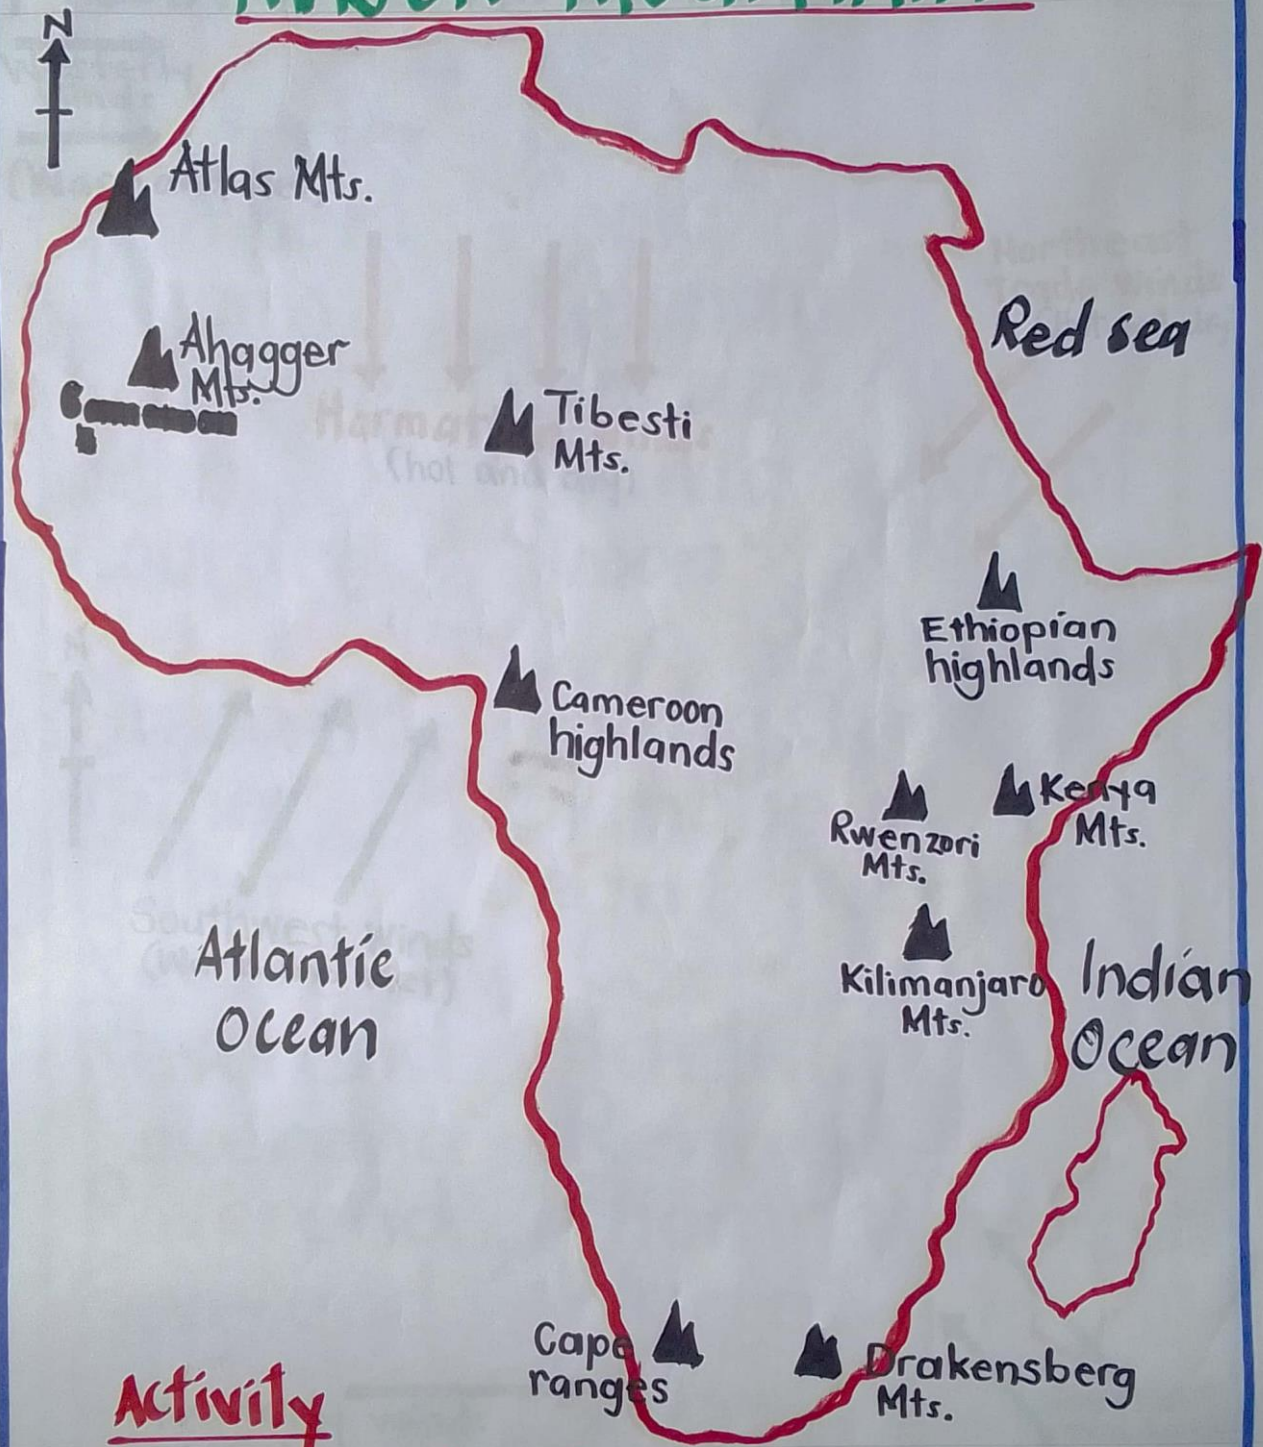 N
Atlas Mts.
Ahagger
Mts.
Red sea
Tibesti
Mts.
Ethiopian
highlands
Cameroon
highlands
Kenya
Mts.
Rwenzori
Mts.
Kilimanjaro
Mts.
Atlantic
Ocean
Indian
Ocean
Cape
ranges
Drakensberg
Mts.
Activity